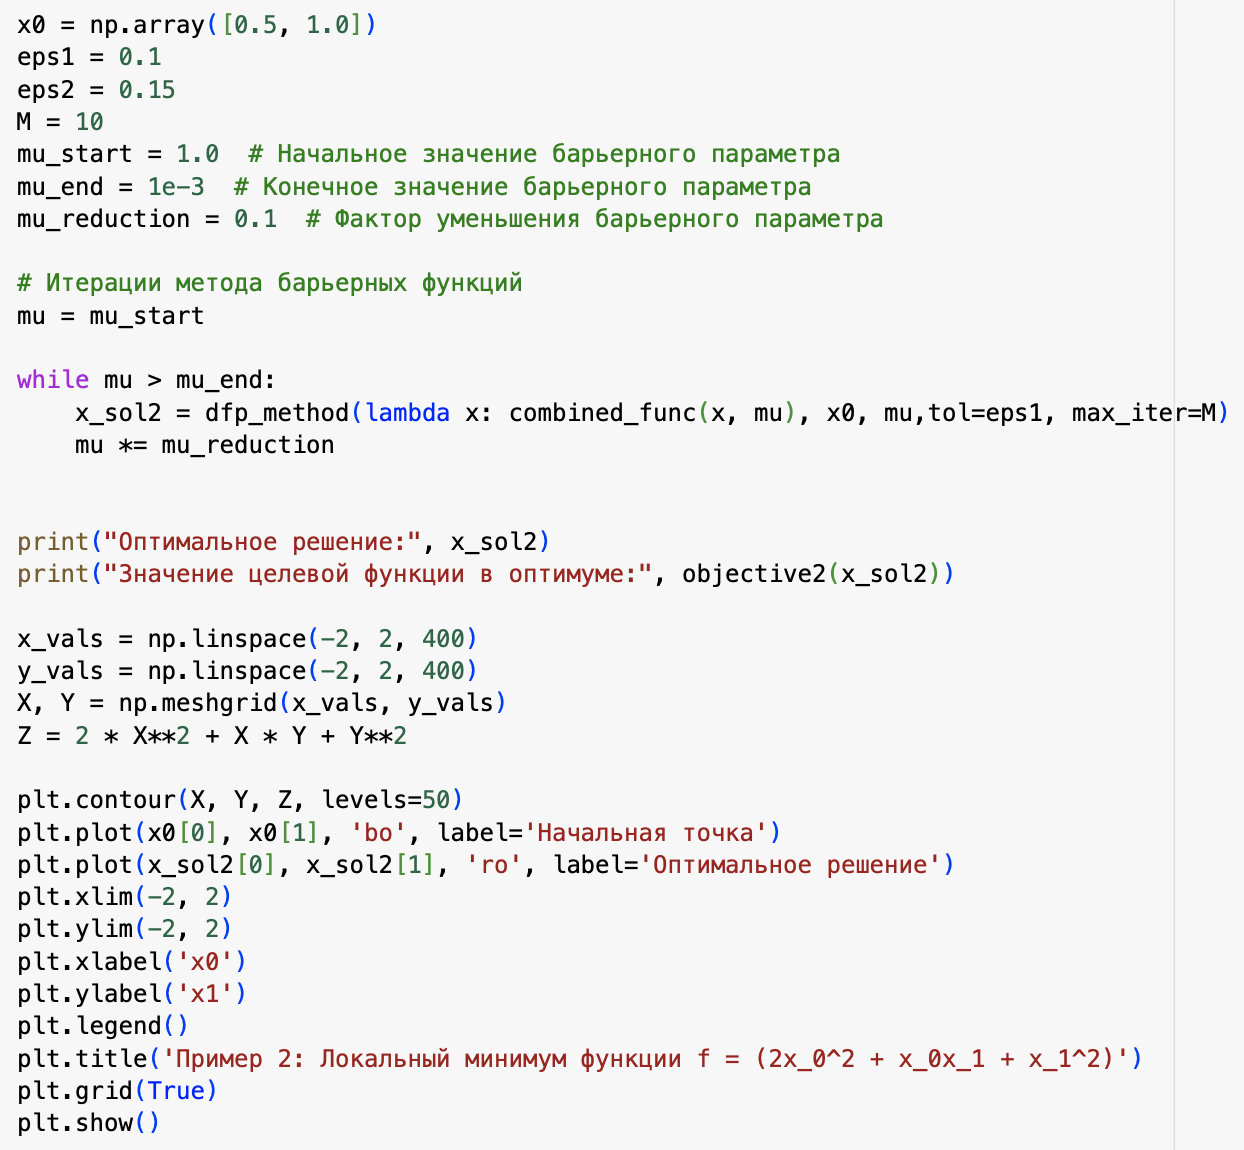 x0 = np.array([0.5, 1.0])
eps1 = 0.1
eps2 = 0.15
M = 10
mu_start = 1.0  # Начальное значение барьерного параметра
mu_end = 1e-3  # Конечное значение барьерного параметра
mu_reduction = 0.1  # Фактор уменьшения барьерного параметра

# Итерации метода барьерных функций
mu = mu_start

while mu > mu_end:
    x_sol2 = dfp_method(lambda x: combined_func(x, mu), x0, mu,tol=eps1, max_iter=M)
    mu *= mu_reduction


print("Оптимальное решение:", x_sol2)
print("Значение целевой функции в оптимуме:", objective2(x_sol2))

x_vals = np.linspace(-2, 2, 400)
y_vals = np.linspace(-2, 2, 400)
X, Y = np.meshgrid(x_vals, y_vals)
Z = 2 * X**2 + X * Y + Y**2

plt.contour(X, Y, Z, levels=50)
plt.plot(x0[0], x0[1], 'bo', label='Начальная точка')
plt.plot(x_sol2[0], x_sol2[1], 'ro', label='Оптимальное решение')
plt.xlim(-2, 2)
plt.ylim(-2, 2)
plt.xlabel('x0')
plt.ylabel('x1')
plt.legend()
plt.title('Пример 2: Локальный минимум функции f = (2x_0^2 + x_0x_1 + x_1^2)')
plt.grid(True)
plt.show()